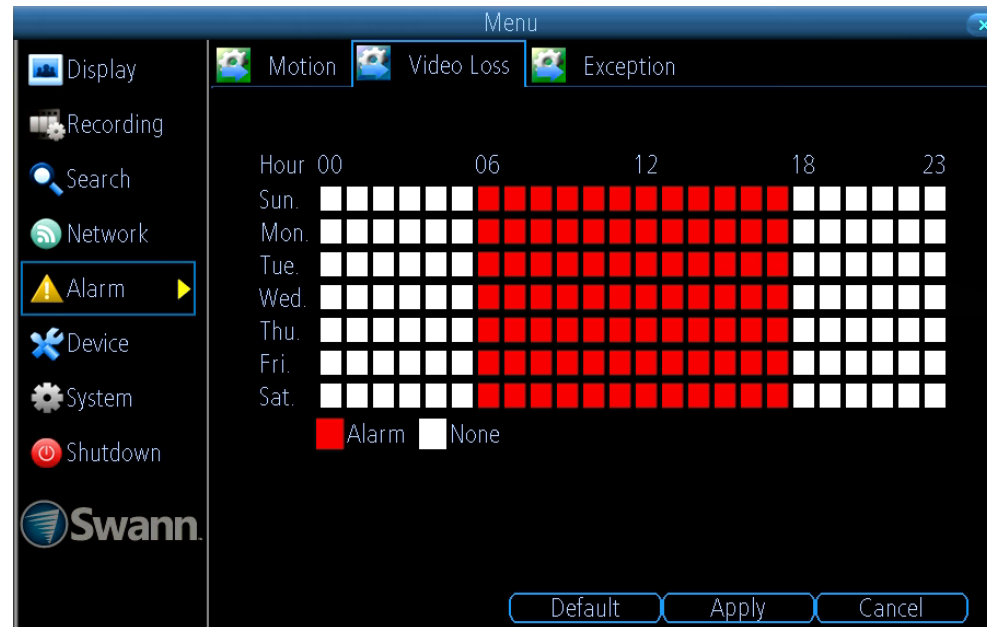 Menu
Display
Recording
Search
Network
Alarm
Device
System
Shutdown
Swann.
Motion Video Loss Exception
Hour 00 06 12 18 23
Sun.
Mon.
Tue.
Wed.
Thu.
Fri.
Sat.
Alarm None
Default Apply Cancel